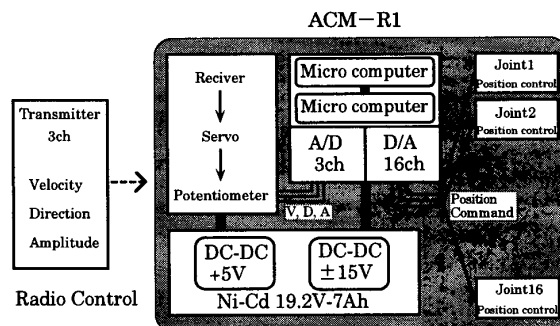 ACM-R1
Transmitter
3ch
Velocity
Direction
Amplitude
Radio Control
Reciver
Servo
Potentiometer
Micro computer
Micro computer
A/D
3ch
D/A
16ch
V, D, A
Position
Command
DC-DC
+5V
DC-DC
±15V
Ni-Cd 19.2V-7Ah
Joint1
Position control
Joint2
Position control
Joint16
Position control